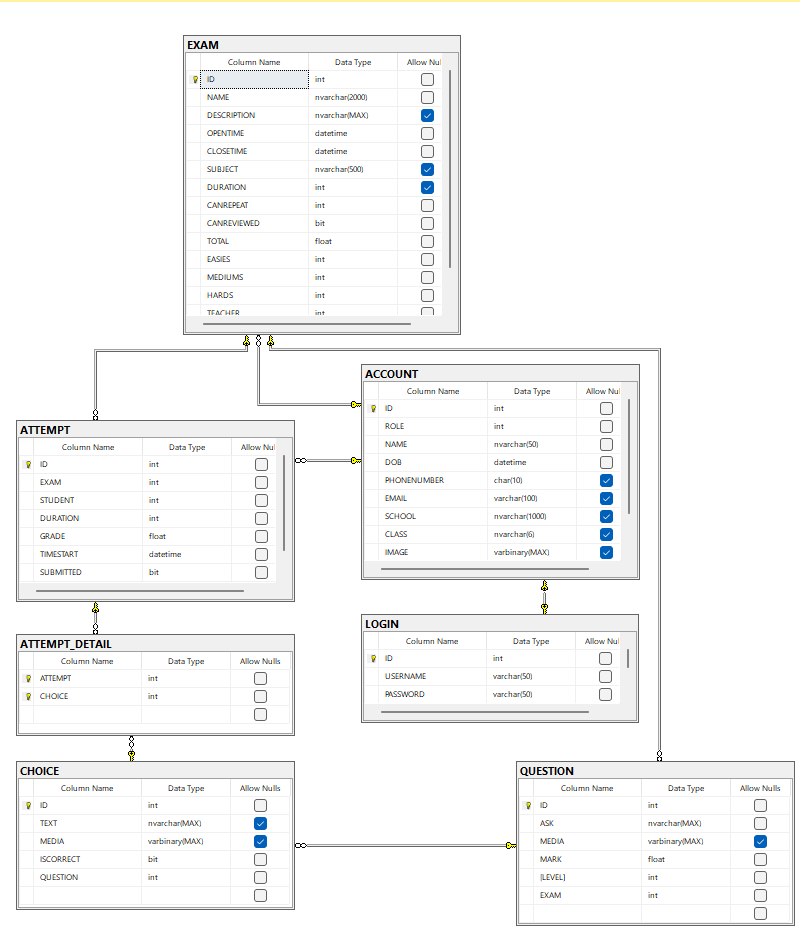 EXAM
Column Name Data Type Allow Nul
ID int
NAME nvarchar(2000)
DESCRIPTION nvarchar(MAX)
OPENTIME datetime
CLOSETIME datetime
SUBJECT nvarchar(500)
DURATION int
CANREPEAT int
CANREVIEWED bit
TOTAL float
EASIES int
MEDIUMS int
HARDS int
TEACHER int
ACCOUNT
Column Name Data Type Allow Nul
ID int
ROLE int
NAME nvarchar(50)
DOB datetime
PHONENUMBER char(10)
EMAIL varchar(100)
SCHOOL nvarchar(1000)
CLASS nvarchar(6)
IMAGE varbinary(MAX)
ATTEMPT
Column Name Data Type Allow Nul
ID int
EXAM int
STUDENT int
DURATION int
GRADE float
TIMESTART datetime
SUBMITTED bit
LOGIN
Column Name Data Type Allow Nul
ID int
USERNAME varchar(50)
PASSWORD varchar(50)
ATTEMPT_DETAIL
Column Name Data Type Allow Nulls
ATTEMPT int
CHOICE int
CHOICE
Column Name Data Type Allow Nulls
ID int
TEXT nvarchar(MAX)
MEDIA varbinary(MAX)
ISCORRECT bit
QUESTION int
QUESTION
Column Name Data Type Allow Nulls
ID int
ASK nvarchar(MAX)
MEDIA varbinary(MAX)
MARK float
[LEVEL] int
EXAM int